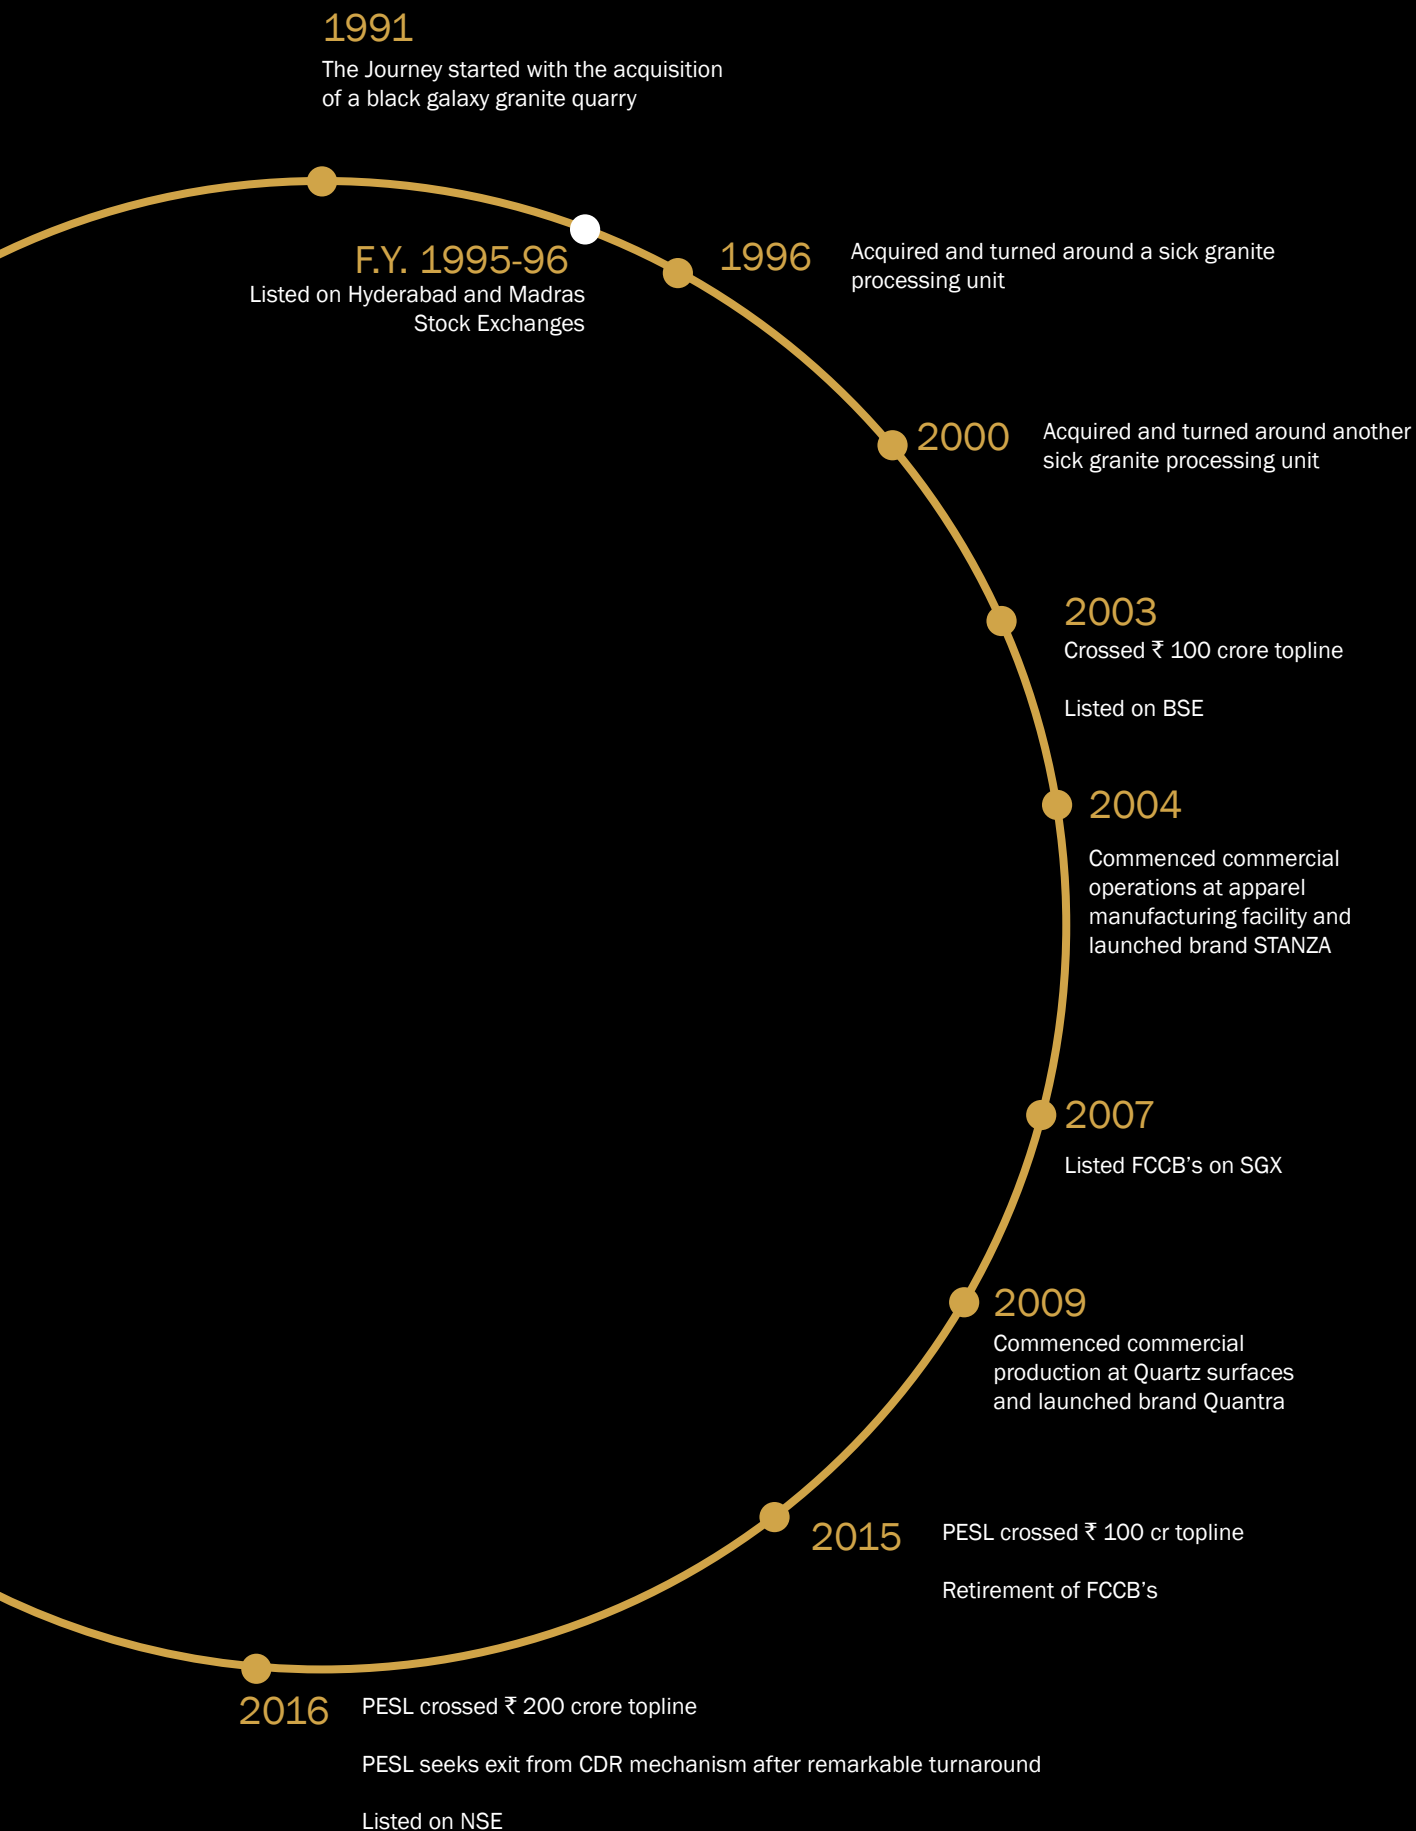 1991
The Journey started with the acquisition
of a black galaxy granite quarry
F.Y. 1995-96
Listed on Hyderabad and Madras
Stock Exchanges
1996
Acquired and turned around a sick granite
processing unit
2000
Acquired and turned around another
sick granite processing unit
2003
Crossed ₹ 100 crore topline
Listed on BSE
2004
Commenced commercial
operations at apparel
manufacturing facility and
launched brand STANZA
2007
Listed FCCB’s on SGX
2009
Commenced commercial
production at Quartz surfaces
and launched brand Quantra
2015
PESL crossed ₹ 100 cr topline
Retirement of FCCB’s
2016
PESL crossed ₹ 200 crore topline
PESL seeks exit from CDR mechanism after remarkable turnaround
Listed on NSE